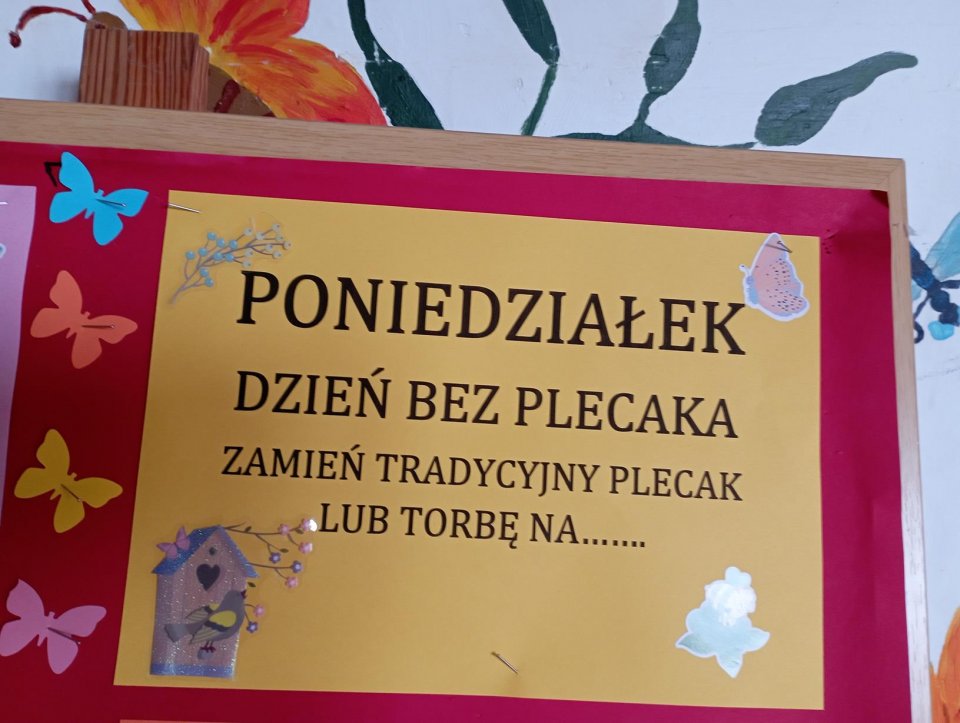 PONIEDZIAŁEK
DZIEŃ BEZ PLECAKA
ZAMIEŃ TRADYCYJNY PLECAK
LUB TORBĘ NA.......